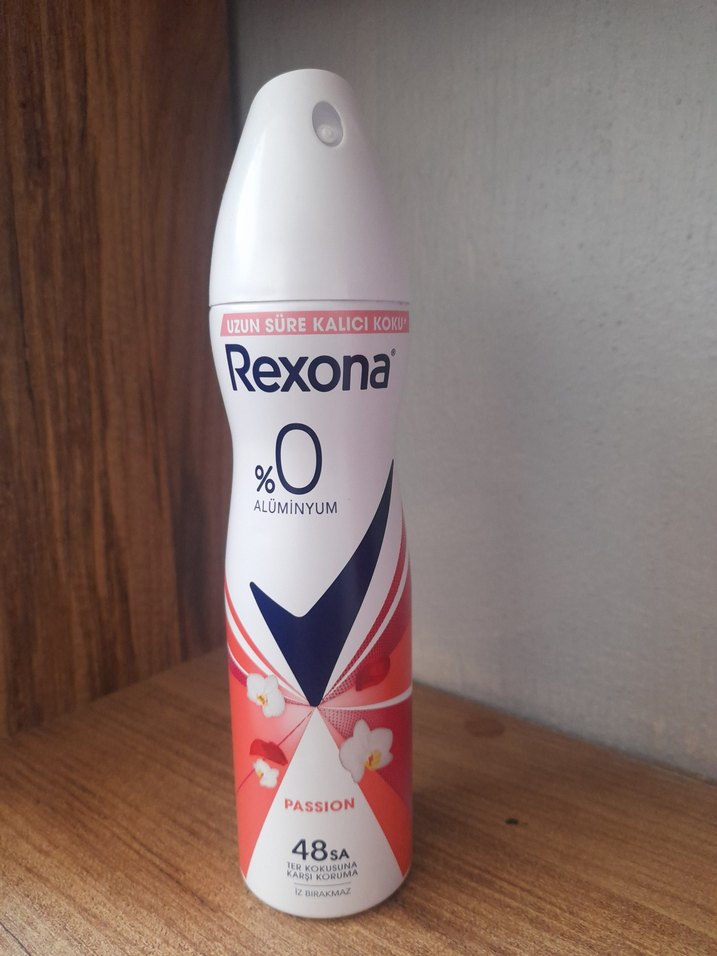 UZUN SÜRE KALICI KOKU*
Rexona®
%0
ALÜMİNYUM
PASSION
48SA
TER KOKUSUNA
KARŞI KORUMA
İZ BIRAKMAZ